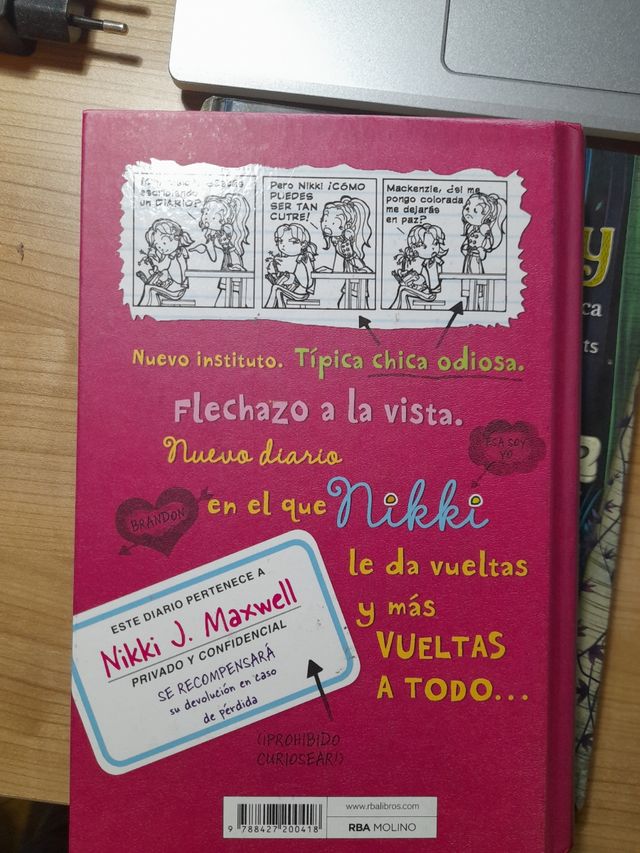 escribiendo
un DIARIO?
Pero Nikki ¡CÓMO
PUEDES
SER TAN
CUTRE!
Mackenzie, ¿si me
pongo colorada
me dejarás
en paz?
Nuevo instituto. Típica chica odiosa.
Flechazo a la vista.
Nuevo diario
ESA SOY
YO
en el que Nikki
BRANDON
le da vueltas
y más
VUELTAS
A TODO...
ESTE DIARIO PERTENECE A
Nikki J. Maxwell
PRIVADO Y CONFIDENCIAL
SE RECOMPENSARÁ
su devolución en caso
de pérdida
(¡PROHIBIDO
CURIOSEAR!)
www.rbalibros.com
RBA MOLINO
9 788427 200418
y
ca
ts
2